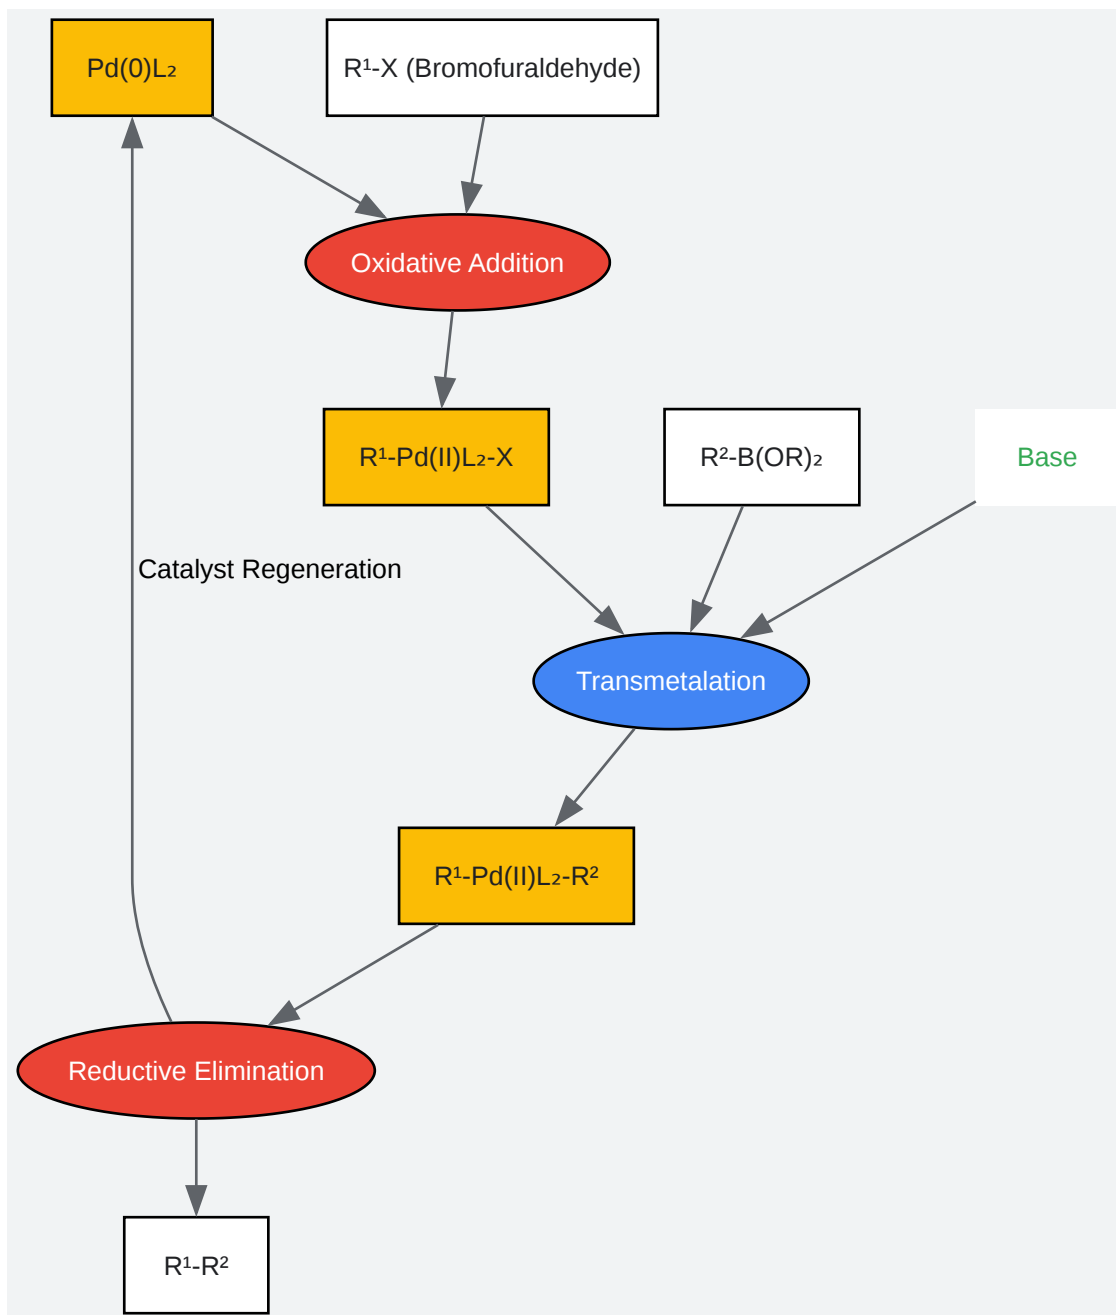 Pd(0)L₂
R¹-X (Bromofuraldehyde)
Oxidative Addition
R¹-Pd(II)L₂-X
R²-B(OR)₂
Base
Catalyst Regeneration
Transmetalation
R¹-Pd(II)L₂-R²
Reductive Elimination
R¹-R²